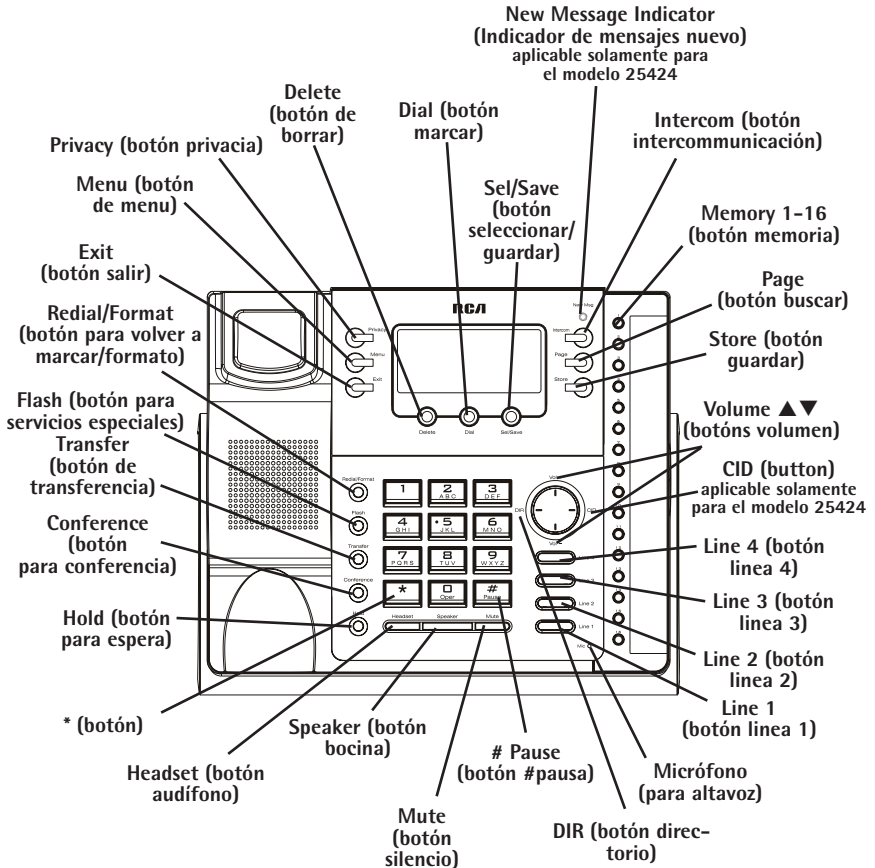 New Message Indicator
(Indicador de mensajes nuevo)
aplicable solamente para
el modelo 25424
Delete
(botón de
borrar)
Dial (botón
marcar)
Intercom (botón
intercommunicación)
Privacy (botón privacia)
Menu (botón
de menu)
Sel/Save
(botón
seleccionar/
guardar)
Memory 1-16
(botón memoria)
Exit
(botón salir)
Page
(botón buscar)
Redial/Format
(botón para volver a
marcar/formato)
Store (botón
guardar)
Flash (botón para
servicios especiales)
Volume ▲▼
(botóns volumen)
Transfer
(botón de
transferencia)
CID (button)
aplicable solamente
para el modelo 25424
Conference
(botón
para conferencia)
Line 4 (botón
linea 4)
Line 3 (botón
linea 3)
Hold (botón
para espera)
Line 2 (botón
linea 2)
Line 1
(botón linea 1)
* (botón)
Speaker (botón
bocina)
# Pause
(botón #pausa)
Headset (botón
audífono)
Micrófono
(para altavoz)
Mute
(botón
silencio)
DIR (botón direc-
torio)
RCA
New Msg
Privacy
Menu
Exit
Intercom
Page
Store
Delete
Dial
Sel/Save
Redial/Format
Flash
Transfer
Conference
1
2
ABC
3
DEF
4
GHI
5
JKL
6
MNO
7
PQRS
8
TUV
9
WXYZ
*
0
Oper
#
Pause
Headset
Speaker
Mute
DIR
CID
Line 2
Line 1
Mic